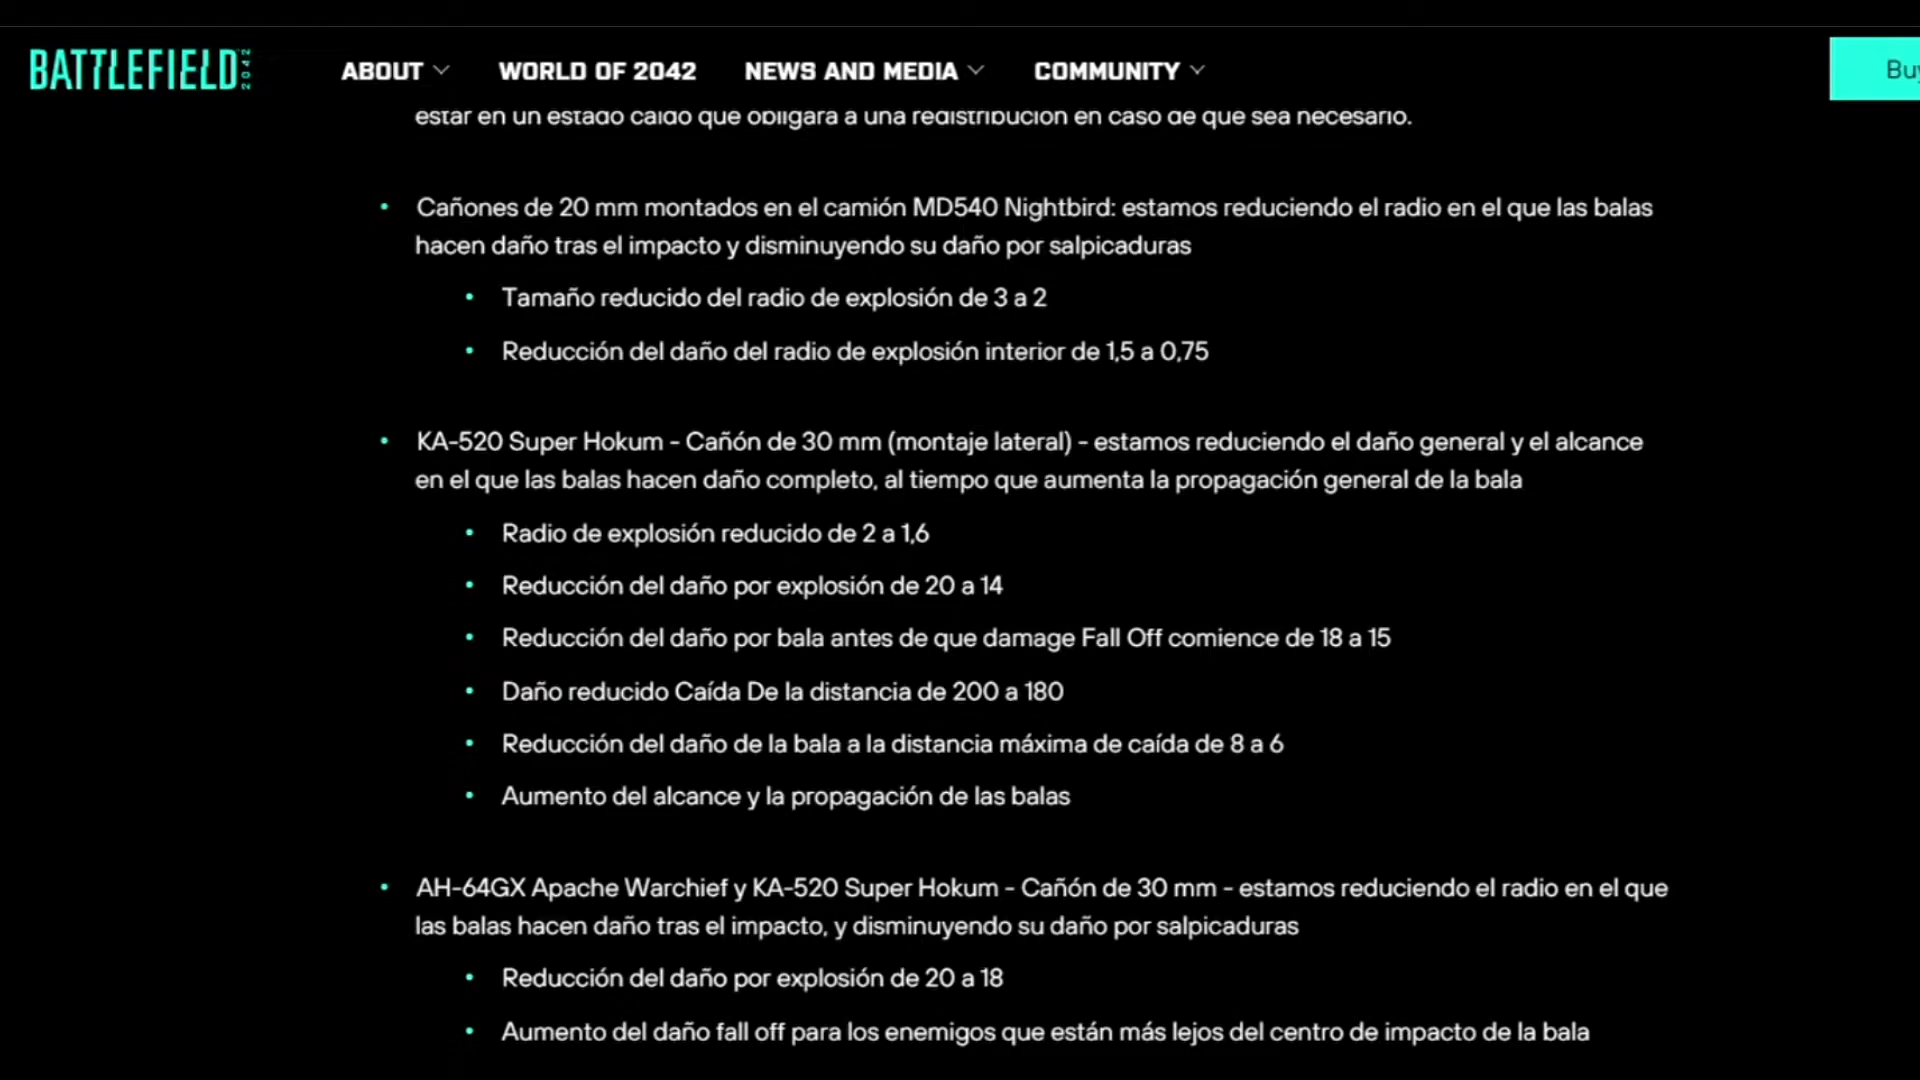 BATTLEFIELD 2042
ABOUT
WORLD OF 2042
NEWS AND MEDIA
COMMUNITY
Buy
estar en un estado caído que obligará a una redistribución en caso de que sea necesario.
Cañones de 20 mm montados en el camión MD540 Nightbird: estamos reduciendo el radio en el que las balas
hacen daño tras el impacto y disminuyendo su daño por salpicaduras
Tamaño reducido del radio de explosión de 3 a 2
Reducción del daño del radio de explosión interior de 1,5 a 0,75
KA-520 Super Hokum - Cañón de 30 mm (montaje lateral) - estamos reduciendo el daño general y el alcance
en el que las balas hacen daño completo, al tiempo que aumenta la propagación general de la bala
Radio de explosión reducido de 2 a 1,6
Reducción del daño por explosión de 20 a 14
Reducción del daño por bala antes de que damage Fall Off comience de 18 a 15
Daño reducido Caída De la distancia de 200 a 180
Reducción del daño de la bala a la distancia máxima de caída de 8 a 6
Aumento del alcance y la propagación de las balas
AH-64GX Apache Warchief y KA-520 Super Hokum - Cañón de 30 mm - estamos reduciendo el radio en el que
las balas hacen daño tras el impacto, y disminuyendo su daño por salpicaduras
Reducción del daño por explosión de 20 a 18
Aumento del daño fall off para los enemigos que están más lejos del centro de impacto de la bala